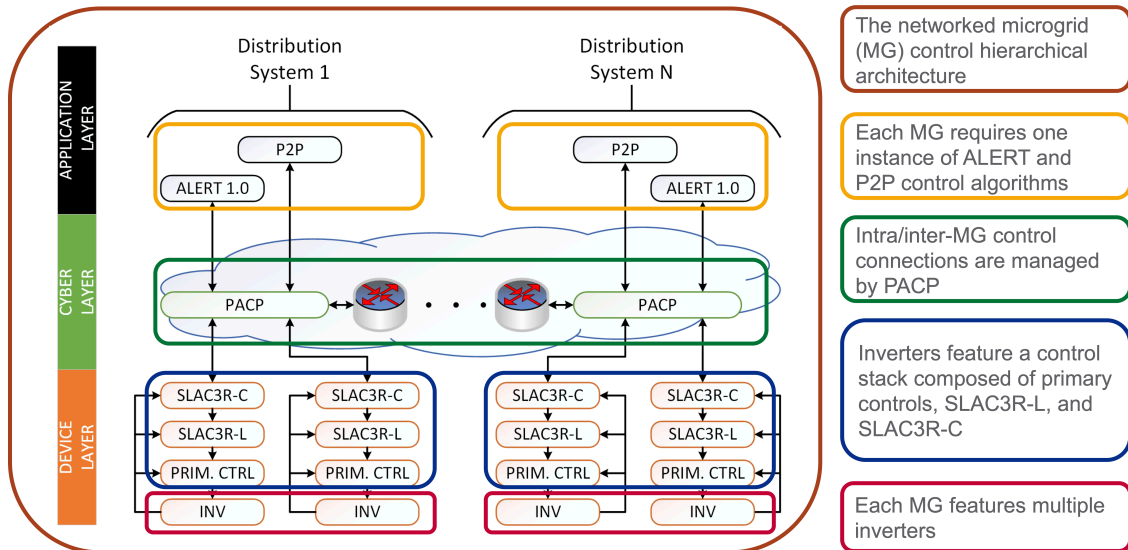 Distribution
System 1
Distribution
System N
APPLICATION
LAYER
P2P
ALERT 1.0
P2P
ALERT 1.0
CYBER
LAYER
PACP
PACP
DEVICE
LAYER
SLAC3R-C
SLAC3R-C
SLAC3R-C
SLAC3R-C
SLAC3R-L
SLAC3R-L
SLAC3R-L
SLAC3R-L
PRIM. CTRL
PRIM. CTRL
PRIM. CTRL
PRIM. CTRL
INV
INV
INV
INV
The networked microgrid
(MG) control hierarchical
architecture
Each MG requires one
instance of ALERT and
P2P control algorithms
Intra/inter-MG control
connections are managed
by PACP
Inverters feature a control
stack composed of primary
controls, SLAC3R-L, and
SLAC3R-C
Each MG features multiple
inverters